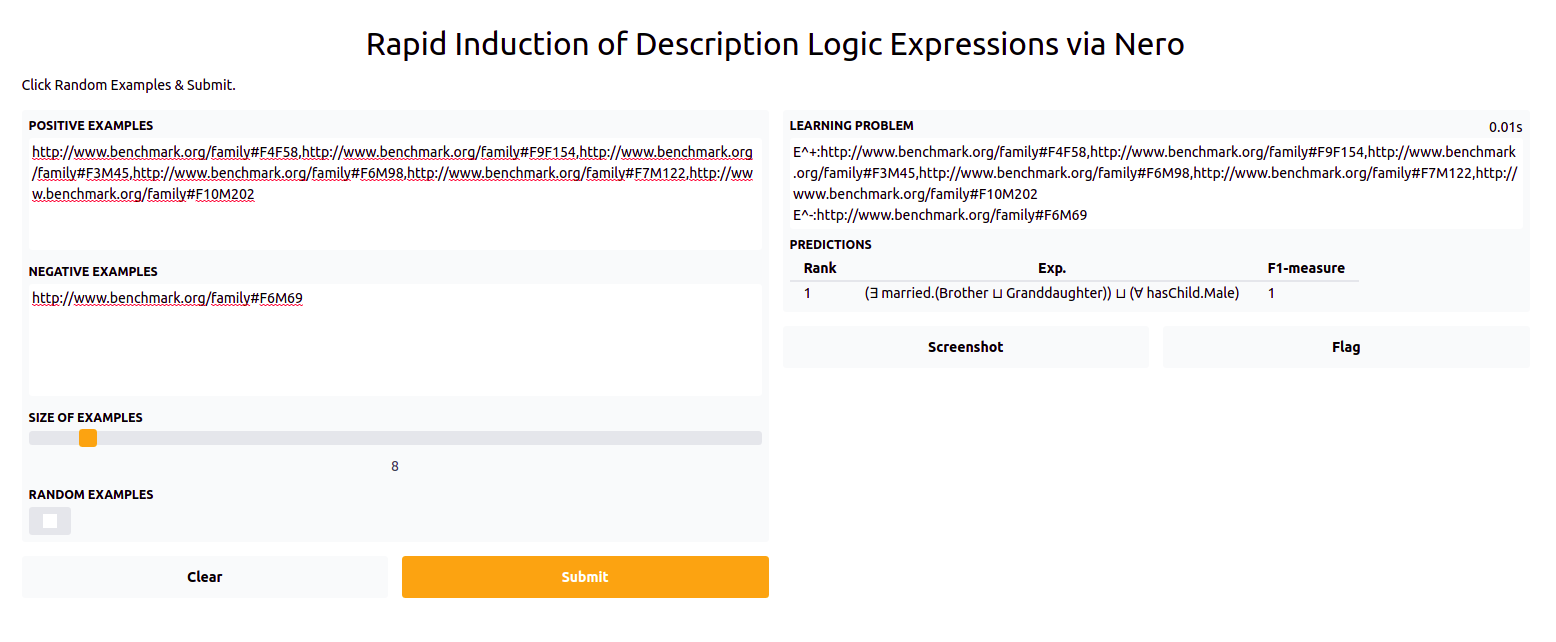 Rapid Induction of Description Logic Expressions via Nero
Click Random Examples & Submit.
POSITIVE EXAMPLES
http://www.benchmark.org/family#F4F58,http://www.benchmark.org/family#F9F154,http://www.benchmark.org
/family#F3M45,http://www.benchmark.org/family#F6M98,http://www.benchmark.org/family#F7M122,http://ww
w.benchmark.org/family#F10M202
NEGATIVE EXAMPLES
http://www.benchmark.org/family#F6M69
SIZE OF EXAMPLES
8
RANDOM EXAMPLES
Clear
Submit
LEARNING PROBLEM
0.01s
E^+:http://www.benchmark.org/family#F4F58,http://www.benchmark.org/family#F9F154,http://www.benchmark
.org/family#F3M45,http://www.benchmark.org/family#F6M98,http://www.benchmark.org/family#F7M122,http://
www.benchmark.org/family#F10M202
E^-:http://www.benchmark.org/family#F6M69
PREDICTIONS
Rank Exp. F1-measure
1 (∃ married.(Brother ⊔ Granddaughter)) ⊔ (∀ hasChild.Male) 1
Screenshot
Flag